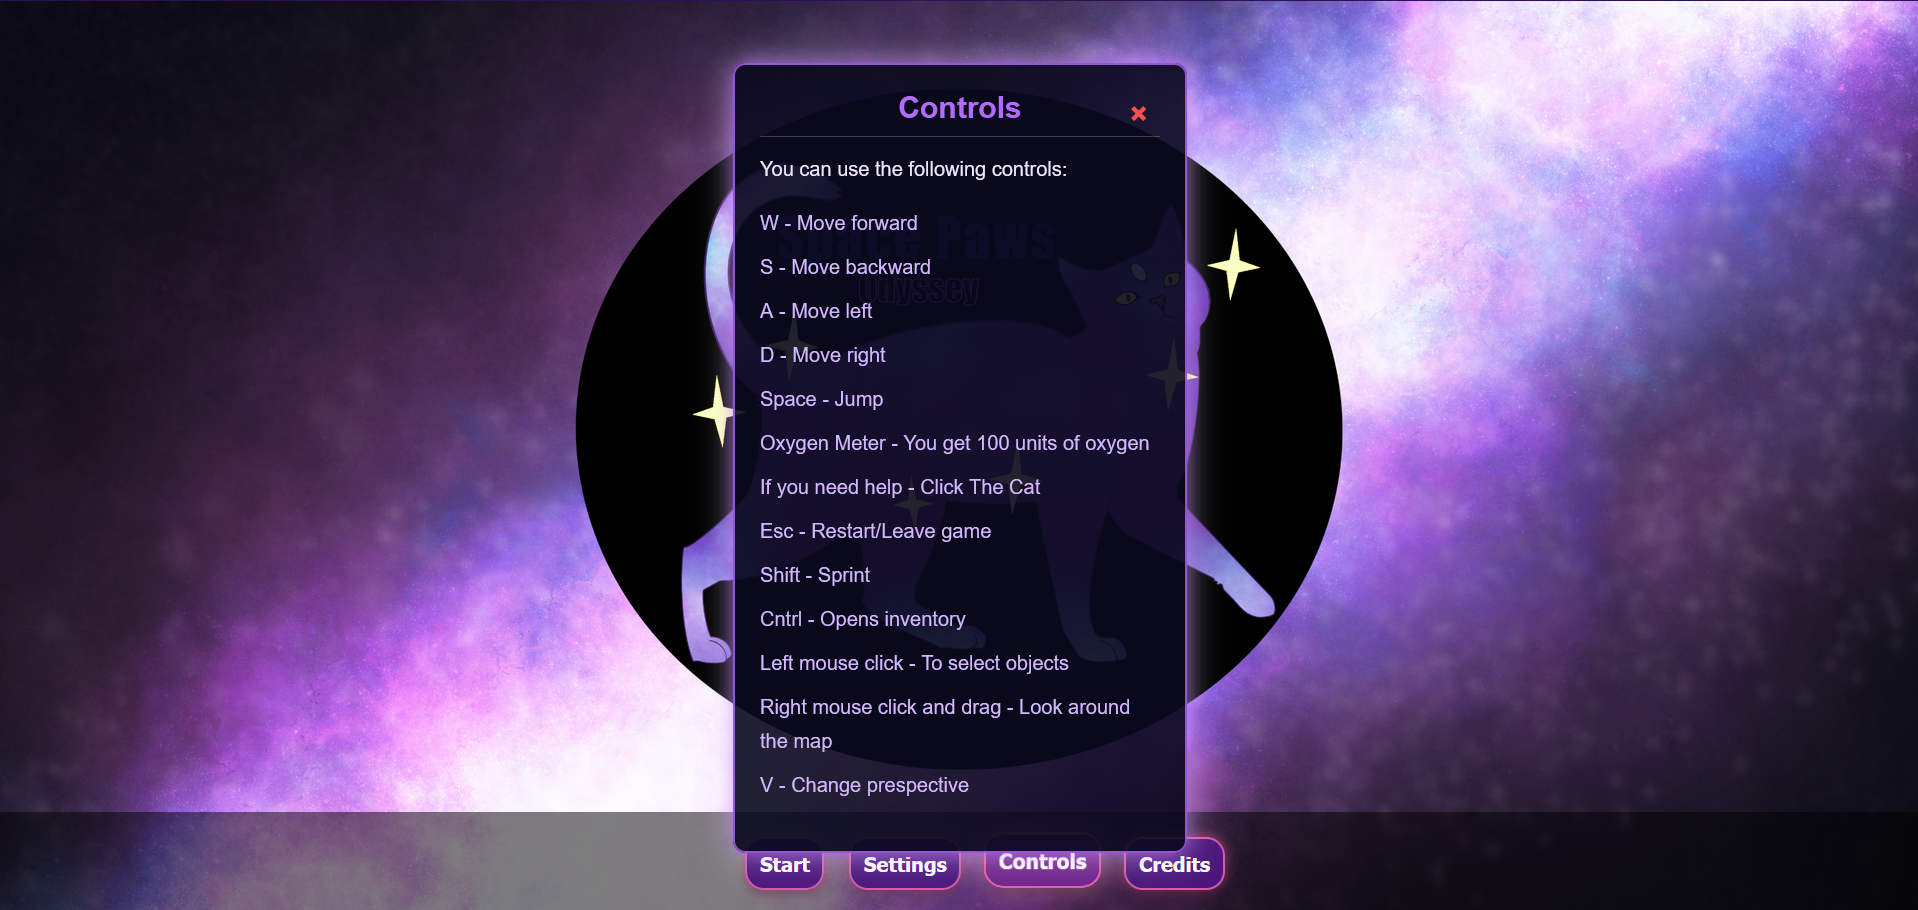 Controls
You can use the following controls:
W - Move forward
Space Paws
S - Move backward
Odyssey
A - Move left
D - Move right
Space - Jump
Oxygen Meter - You get 100 units of oxygen
If you need help - Click The Cat
Esc - Restart/Leave game
Shift - Sprint
Cntrl - Opens inventory
Left mouse click - To select objects
Right mouse click and drag - Look around
the map
V - Change prespective
Start
Settings
Controls
Credits